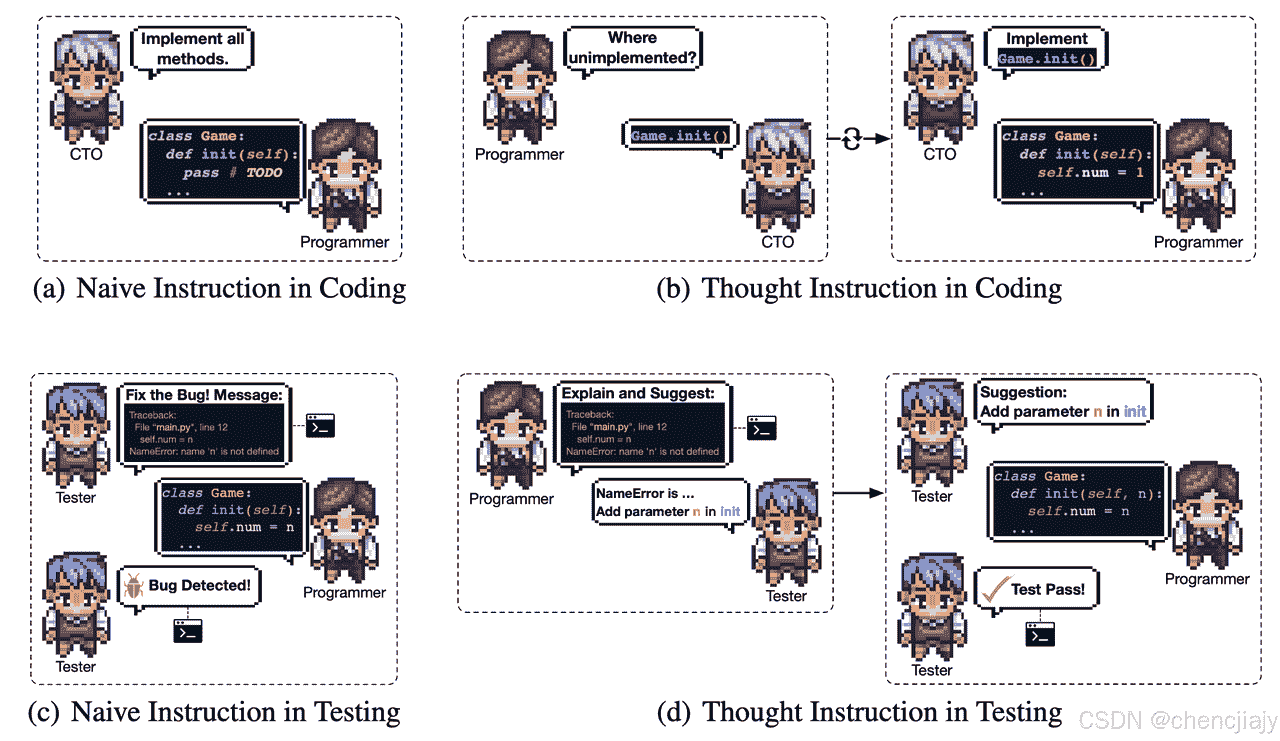 Implement all
methods.
CTO
class Game:
def init(self):
pass # TODO
...
Programmer
(a) Naive Instruction in Coding
Where
unimplemented?
Programmer
Game.init()
CTO
Implement
Game.init()
CTO
class Game:
def init(self):
self.num = 1
...
Programmer
(b) Thought Instruction in Coding
Fix the Bug! Message:
Traceback:
File "main.py", line 12
self.num = n
NameError: name 'n' is not defined
>_
Tester
class Game:
def init(self):
self.num = n
...
Programmer
Bug Detected!
>_
Tester
(c) Naive Instruction in Testing
Explain and Suggest:
Traceback:
File "main.py", line 12
self.num = n
NameError: name 'n' is not defined
>_
Programmer
NameError is ...
Add parameter n in init
Tester
Suggestion:
Add parameter n in init
Tester
class Game:
def init(self, n):
self.num = n
...
Programmer
Test Pass!
>_
Tester
(d) Thought Instruction in Testing
CSDN @chencjiajy